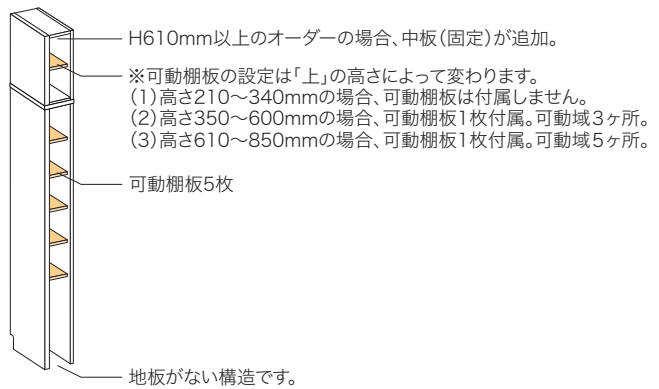 H610mm以上のオーダーの場合、中板(固定)が追加。
※可動棚板の設定は「上」の高さによって変わります。
(1)高さ210〜340mmの場合、可動棚板は付属しません。
(2)高さ350〜600mmの場合、可動棚板1枚付属。可動域3ヶ所。
(3)高さ610〜850mmの場合、可動棚板1枚付属。可動域5ヶ所。
可動棚板5枚
地板がない構造です。